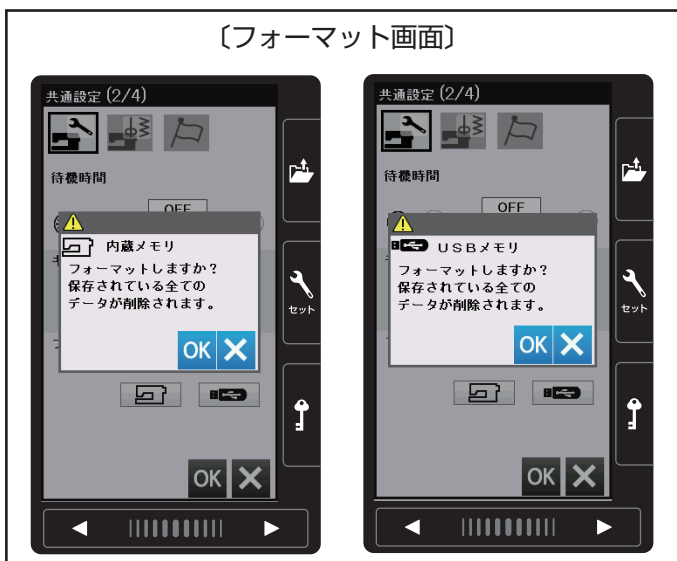 〔フォーマット画面〕
共通設定 (2/4)
待機時間
OFF
内蔵メモリ
フォーマットしますか？
保存されている全ての
データが削除されます。
OK
OK
セット
共通設定 (2/4)
待機時間
OFF
USBメモリ
フォーマットしますか？
保存されている全ての
データが削除されます。
OK
OK
セット